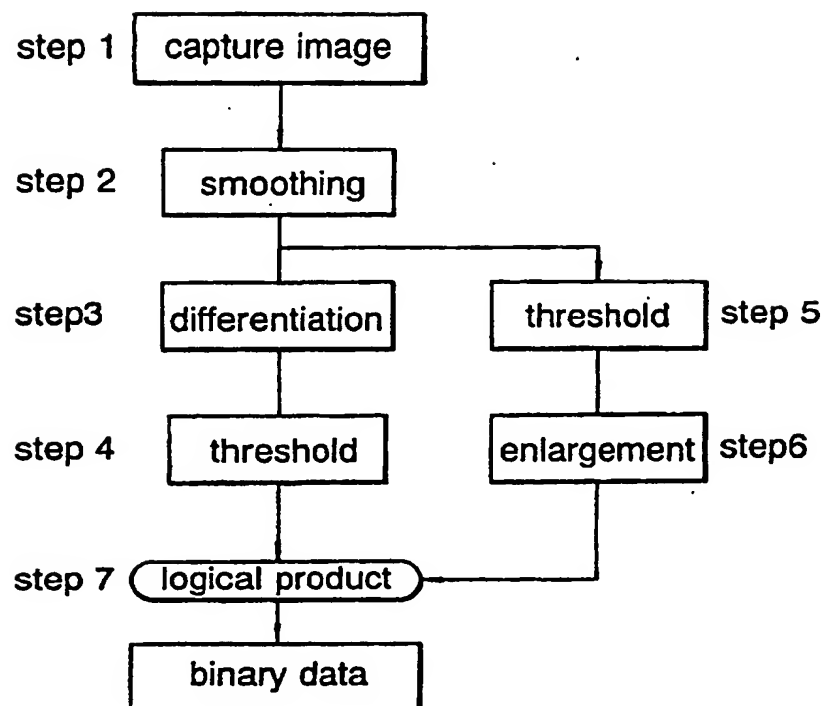 step 1 capture image
step 2 smoothing
step3 differentiation threshold step 5
step 4 threshold enlargement step6
step 7 logical product
binary data